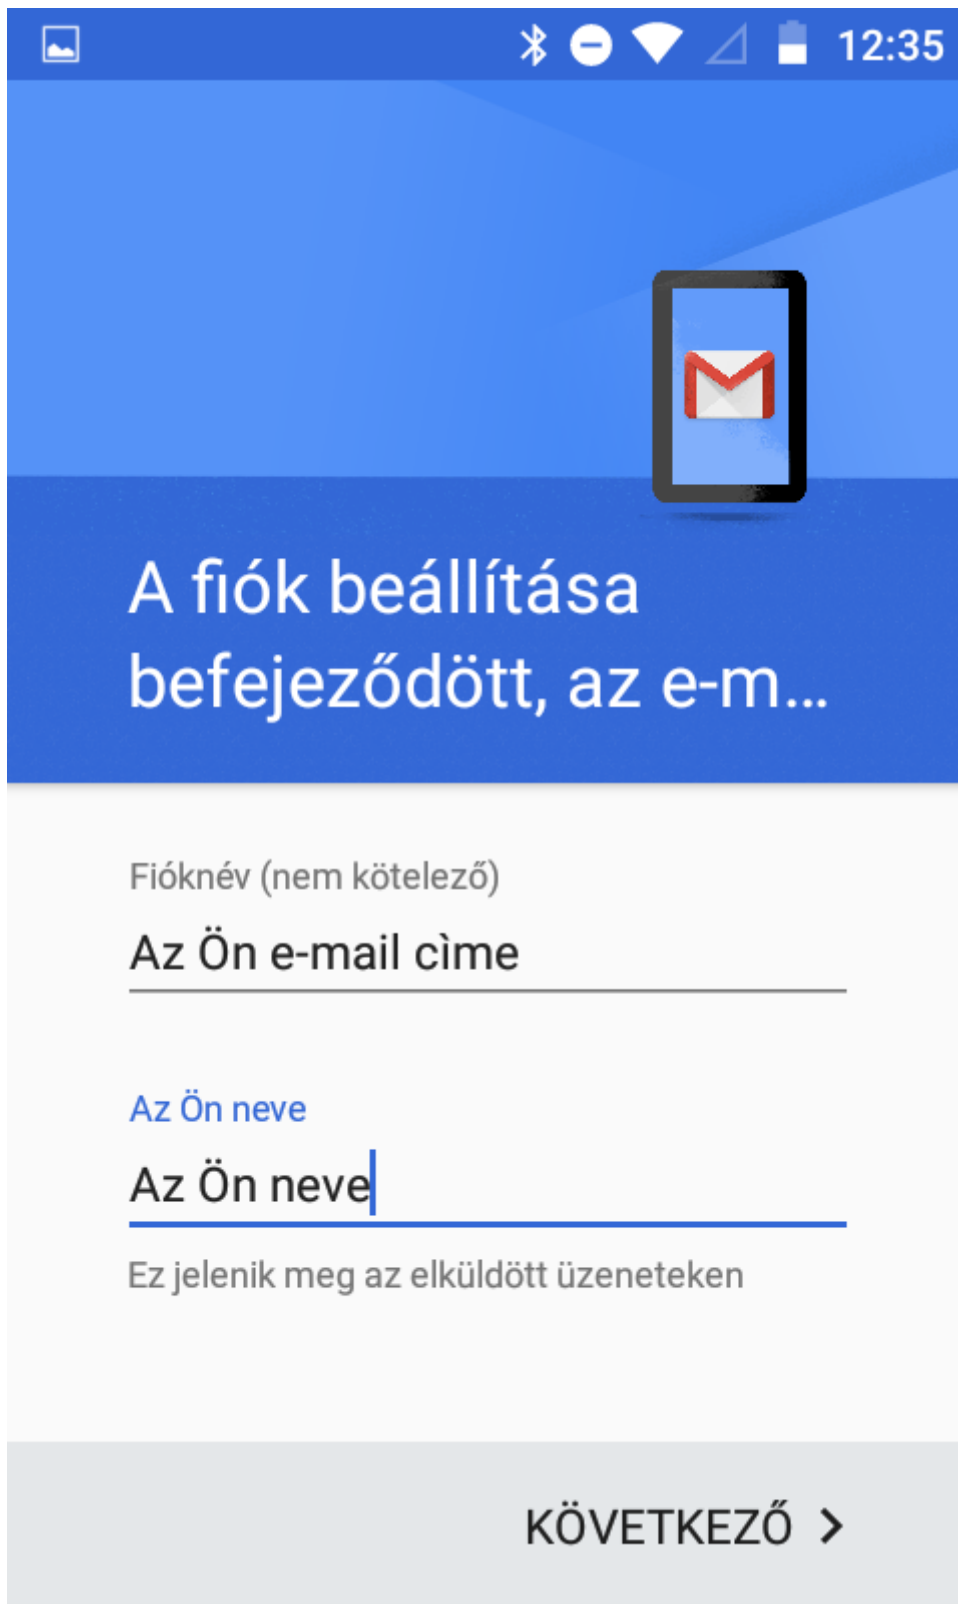 12:35
A fiók beállítása
befejeződött, az e-m...
Fióknév (nem kötelező)
Az Ön e-mail cìme
Az Ön neve
Az Ön neve
Ez jelenik meg az elküldött üzeneteken
KÖVETKEZŐ